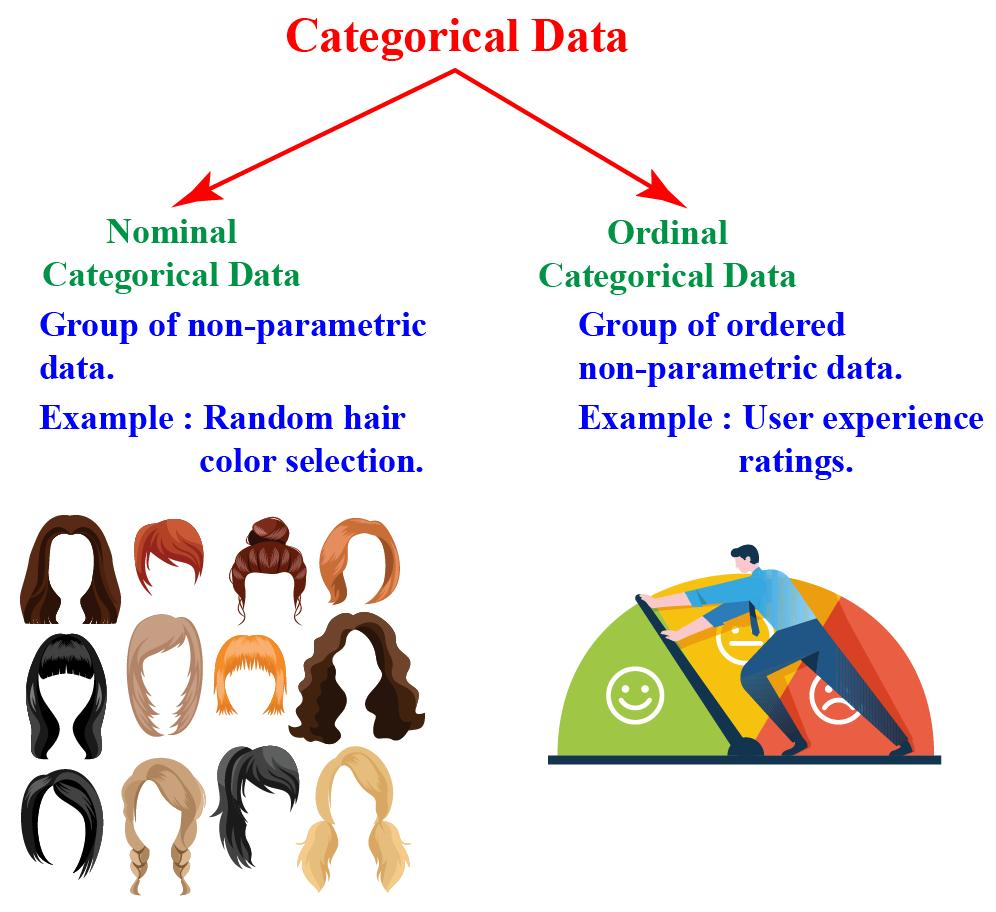 Categorical Data
Nominal
Categorical Data
Group of non-parametric
data.
Example : Random hair
color selection.
Ordinal
Categorical Data
Group of ordered
non-parametric data.
Example : User experience
ratings.